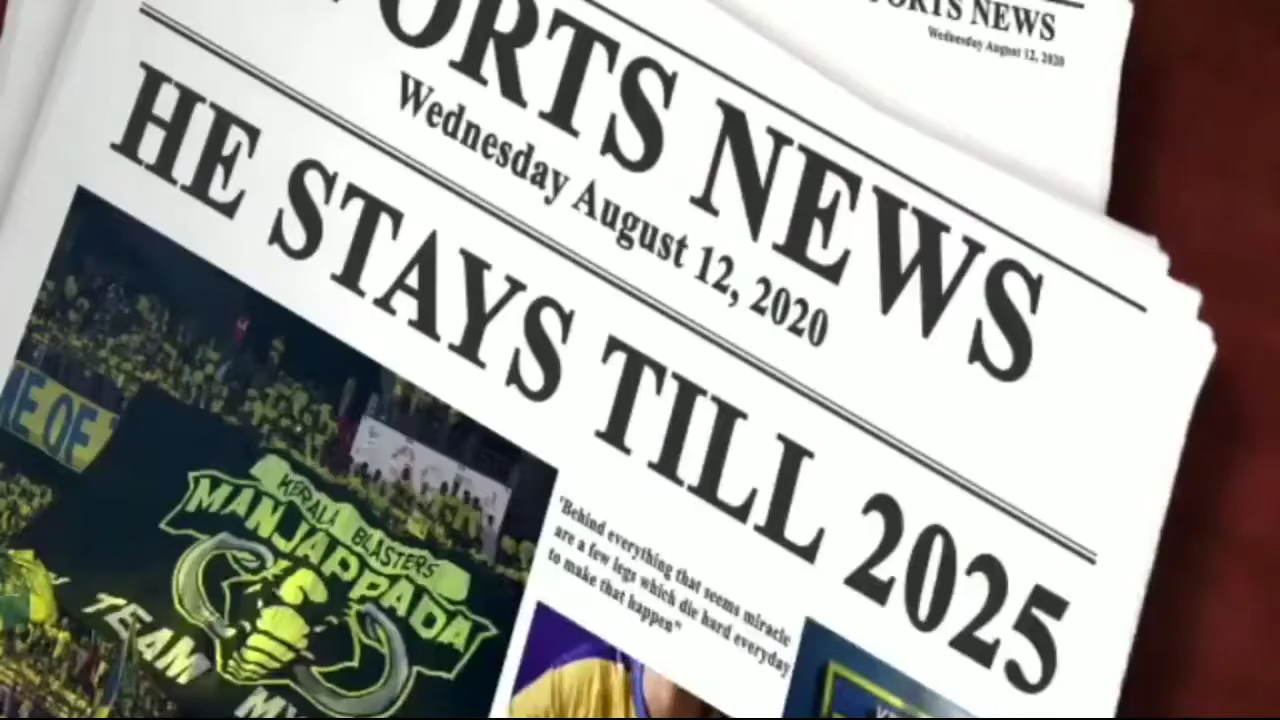 ORTS NEWS
Wednesday August 12, 2020
ORTS NEWS
Wednesday August 12, 2020
HE STAYS TILL 2025
"Behind everything that seems miracle
are a few legs which die hard everyday
to make that happen"
E OF
KERALA BLASTERS
MANJAPPADA
TEAM